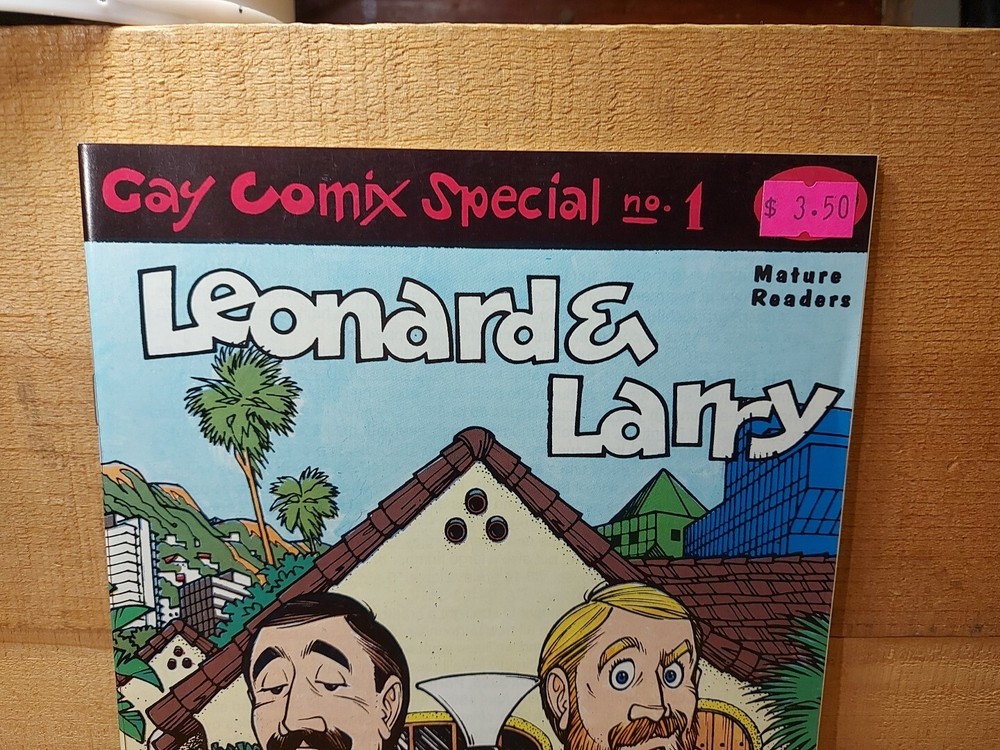 Gay Comix Special no. 1
$ 3.50
Mature
Readers
Leonard &
Larry